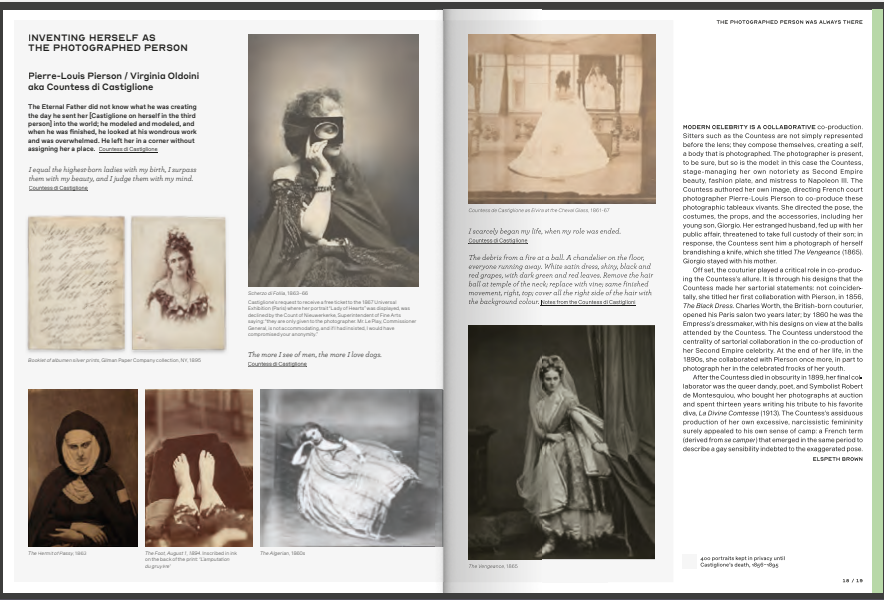 INVENTING HERSELF AS
THE PHOTOGRAPHED PERSON
Pierre-Louis Pierson / Virginia Oldoini
aka Countess di Castiglione
The Eternal Father did not know what he was creating
the day he sent her [Castiglione on herself in the third
person] into the world; he modeled and modeled, and
when he was finished, he looked at his wondrous work
and was overwhelmed. He left her in a corner without
assigning her a place. Countess di Castiglione
I equal the highest-born ladies with my birth, I surpass
them with my beauty, and I judge them with my mind.
Countess di Castiglione
Booklet of albumen silver prints, Gilman Paper Company collection, NY, 1895
Scherzo di Follia, 1863–66
Castiglione's request to receive a free ticket to the 1867 Universal
Exhibition (Paris) where her portrait "Lady of Hearts" was displayed, was
declined by the Count of Nieuwerkerke, Superintendent of Fine Arts
saying: "they are only given to the photographer. Mr. Le Play, Commissioner
General, is not accommodating, and if I had insisted, I would have
compromised your anonymity."
The more I see of men, the more I love dogs.
Countess di Castiglione
The Hermit of Passy, 1863
The Foot, August 1, 1894. Inscribed in ink
on the back of the print: "L'amputation
du gruyère"
The Algerian, 1860s
Countess de Castiglione as Elvira at the Cheval Glass, 1861–67
I scarcely began my life, when my role was ended.
Countess di Castiglione
The debris from a fire at a ball. A chandelier on the floor,
everyone running away. White satin dress, shiny, black and
red grapes, with dark green and red leaves. Remove the hair
ball at temple of the neck; replace with vine; same finished
movement, right, top, cover all the right side of the hair with
the background colour. Notes from the Countess di Castiglioni
The Vengeance, 1865
THE PHOTOGRAPHED PERSON WAS ALWAYS THERE
MODERN CELEBRITY IS A COLLABORATIVE co-production.
Sitters such as the Countess are not simply represented
before the lens; they compose themselves, creating a self,
a body that is photographed. The photographer is present,
to be sure, but so is the model: in this case the Countess,
stage-managing her own notoriety as Second Empire
beauty, fashion plate, and mistress to Napoleon III. The
Countess authored her own image, directing French court
photographer Pierre-Louis Pierson to co-produce these
photographic tableaux vivants. She directed the pose, the
costumes, the props, and the accessories, including her
young son, Giorgio. Her estranged husband, fed up with her
public affair, threatened to take full custody of their son; in
response, the Countess sent him a photograph of herself
brandishing a knife, which she titled The Vengeance (1865).
Giorgio stayed with his mother.
Off set, the couturier played a critical role in co-produc-
ing the Countess's allure. It is through his designs that the
Countess made her sartorial statements: not coinciden-
tally, she titled her first collaboration with Pierson, in 1856,
The Black Dress. Charles Worth, the British-born couturier,
opened his Paris salon two years later; by 1860 he was the
Empress's dressmaker, with his designs on view at the balls
attended by the Countess. The Countess understood the
centrality of sartorial collaboration in the co-production of
her Second Empire celebrity. At the end of her life, in the
1890s, she collaborated with Pierson once more, in part to
photograph her in the celebrated frocks of her youth.
After the Countess died in obscurity in 1899, her final col-
laborator was the queer dandy, poet, and Symbolist Robert
de Montesquiou, who bought her photographs at auction
and spent thirteen years writing his tribute to his favorite
diva, La Divine Comtesse (1913). The Countess's assiduous
production of her own excessive, narcissistic femininity
surely appealed to his own sense of camp: a French term
(derived from se camper) that emerged in the same period to
describe a gay sensibility indebted to the exaggerated pose.
ELSPETH BROWN
400 portraits kept in privacy until
Castiglione's death, 1856–1895
18 / 19